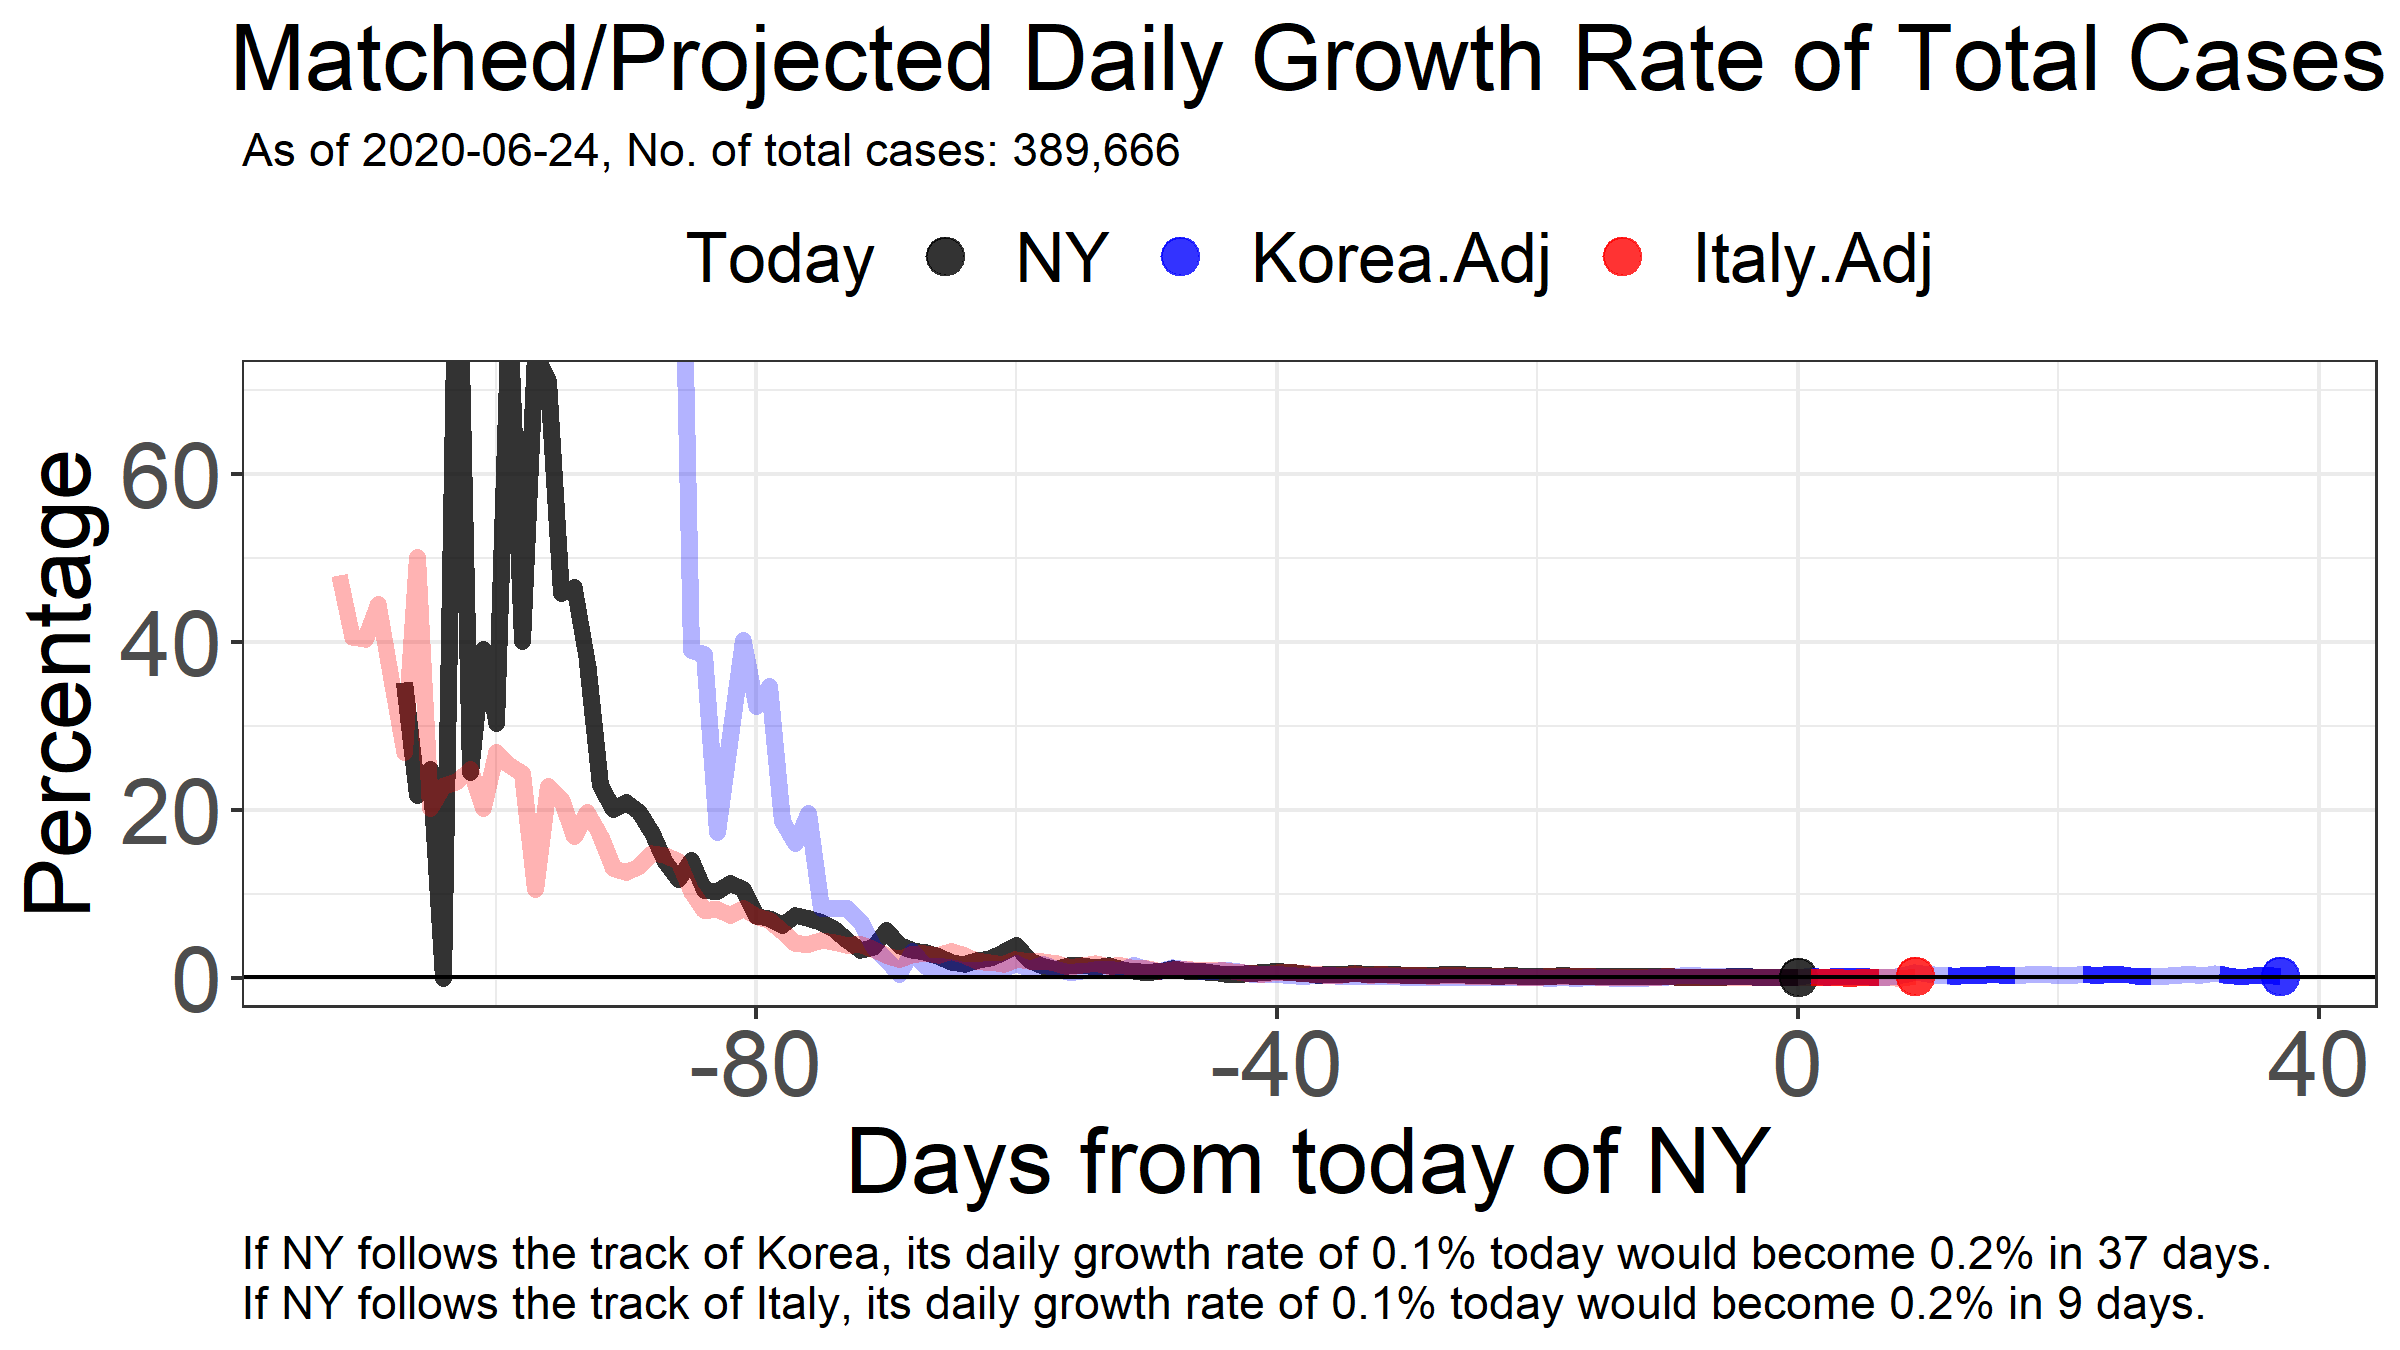 Matched/Projected Daily Growth Rate of Total Cases
As of 2020-06-24, No. of total cases: 389,666
Today NY Korea.Adj Italy.Adj
Percentage
60
40
20
0
-80 -40 0 40
Days from today of NY
If NY follows the track of Korea, its daily growth rate of 0.1% today would become 0.2% in 37 days.
If NY follows the track of Italy, its daily growth rate of 0.1% today would become 0.2% in 9 days.